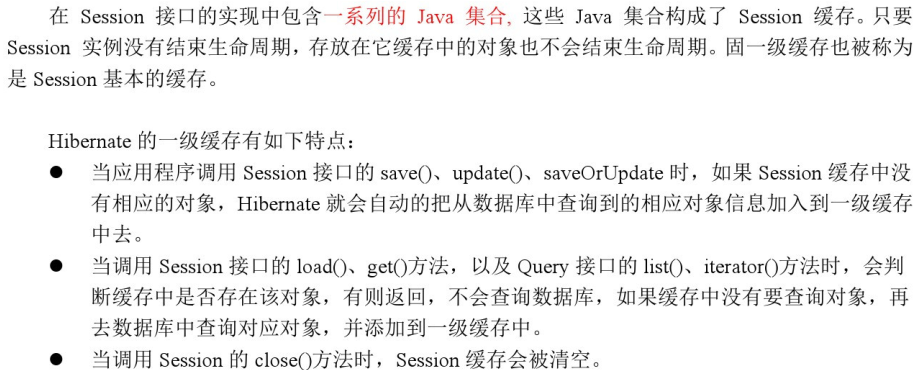 在 Session 接口的实现中包含一系列的 Java 集合, 这些 Java 集合构成了 Session 缓存。只要
Session 实例没有结束生命周期，存放在它缓存中的对象也不会结束生命周期。固一级缓存也被称为
是 Session 基本的缓存。
Hibernate 的一级缓存有如下特点：
● 当应用程序调用 Session 接口的 save()、update()、saveOrUpdate 时，如果 Session 缓存中没
有相应的对象，Hibernate 就会自动的把从数据库中查询到的相应对象信息加入到一级缓存
中去。
● 当调用 Session 接口的 load()、get()方法，以及 Query 接口的 list()、iterator()方法时，会判
断缓存中是否存在该对象，有则返回，不会查询数据库，如果缓存中没有要查询对象，再
去数据库中查询对应对象，并添加到一级缓存中。
● 当调用 Session 的 close()方法时，Session 缓存会被清空。